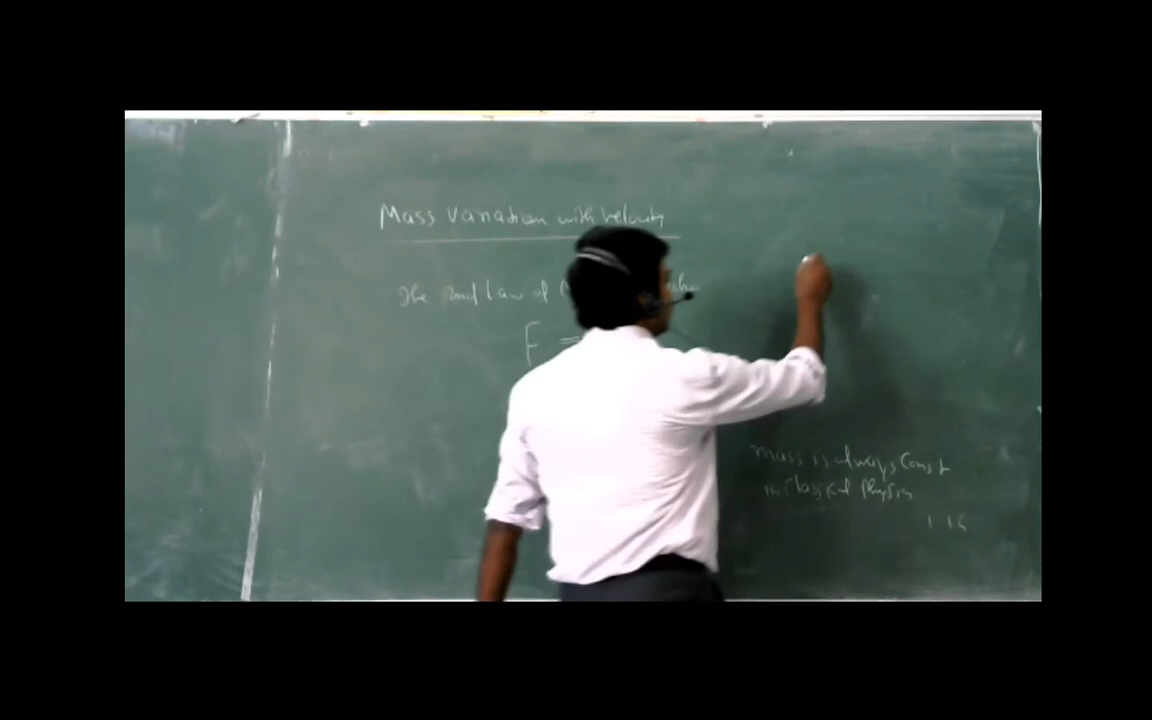 Mass Variation with Velocity
The 2nd Law of
F =
mass is always const
in Classical Physics